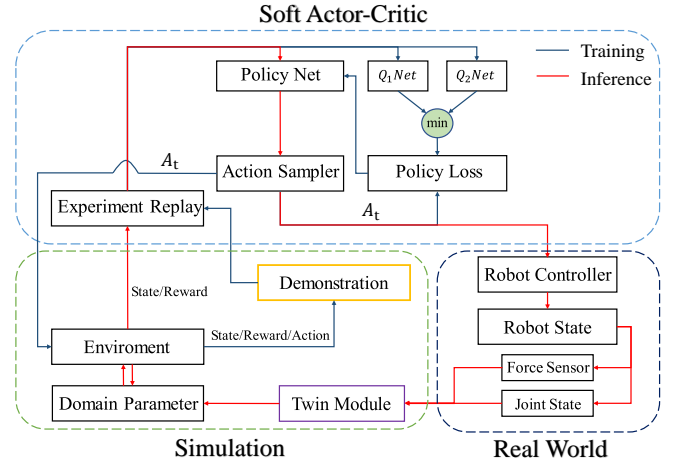 Soft Actor-Critic
Training
Inference
Policy Net
Q1Net
Q2Net
min
At
Action Sampler
Policy Loss
Experiment Replay
At
State/Reward
Demonstration
State/Reward/Action
Enviroment
Domain Parameter
Twin Module
Robot Controller
Robot State
Force Sensor
Joint State
Simulation
Real World